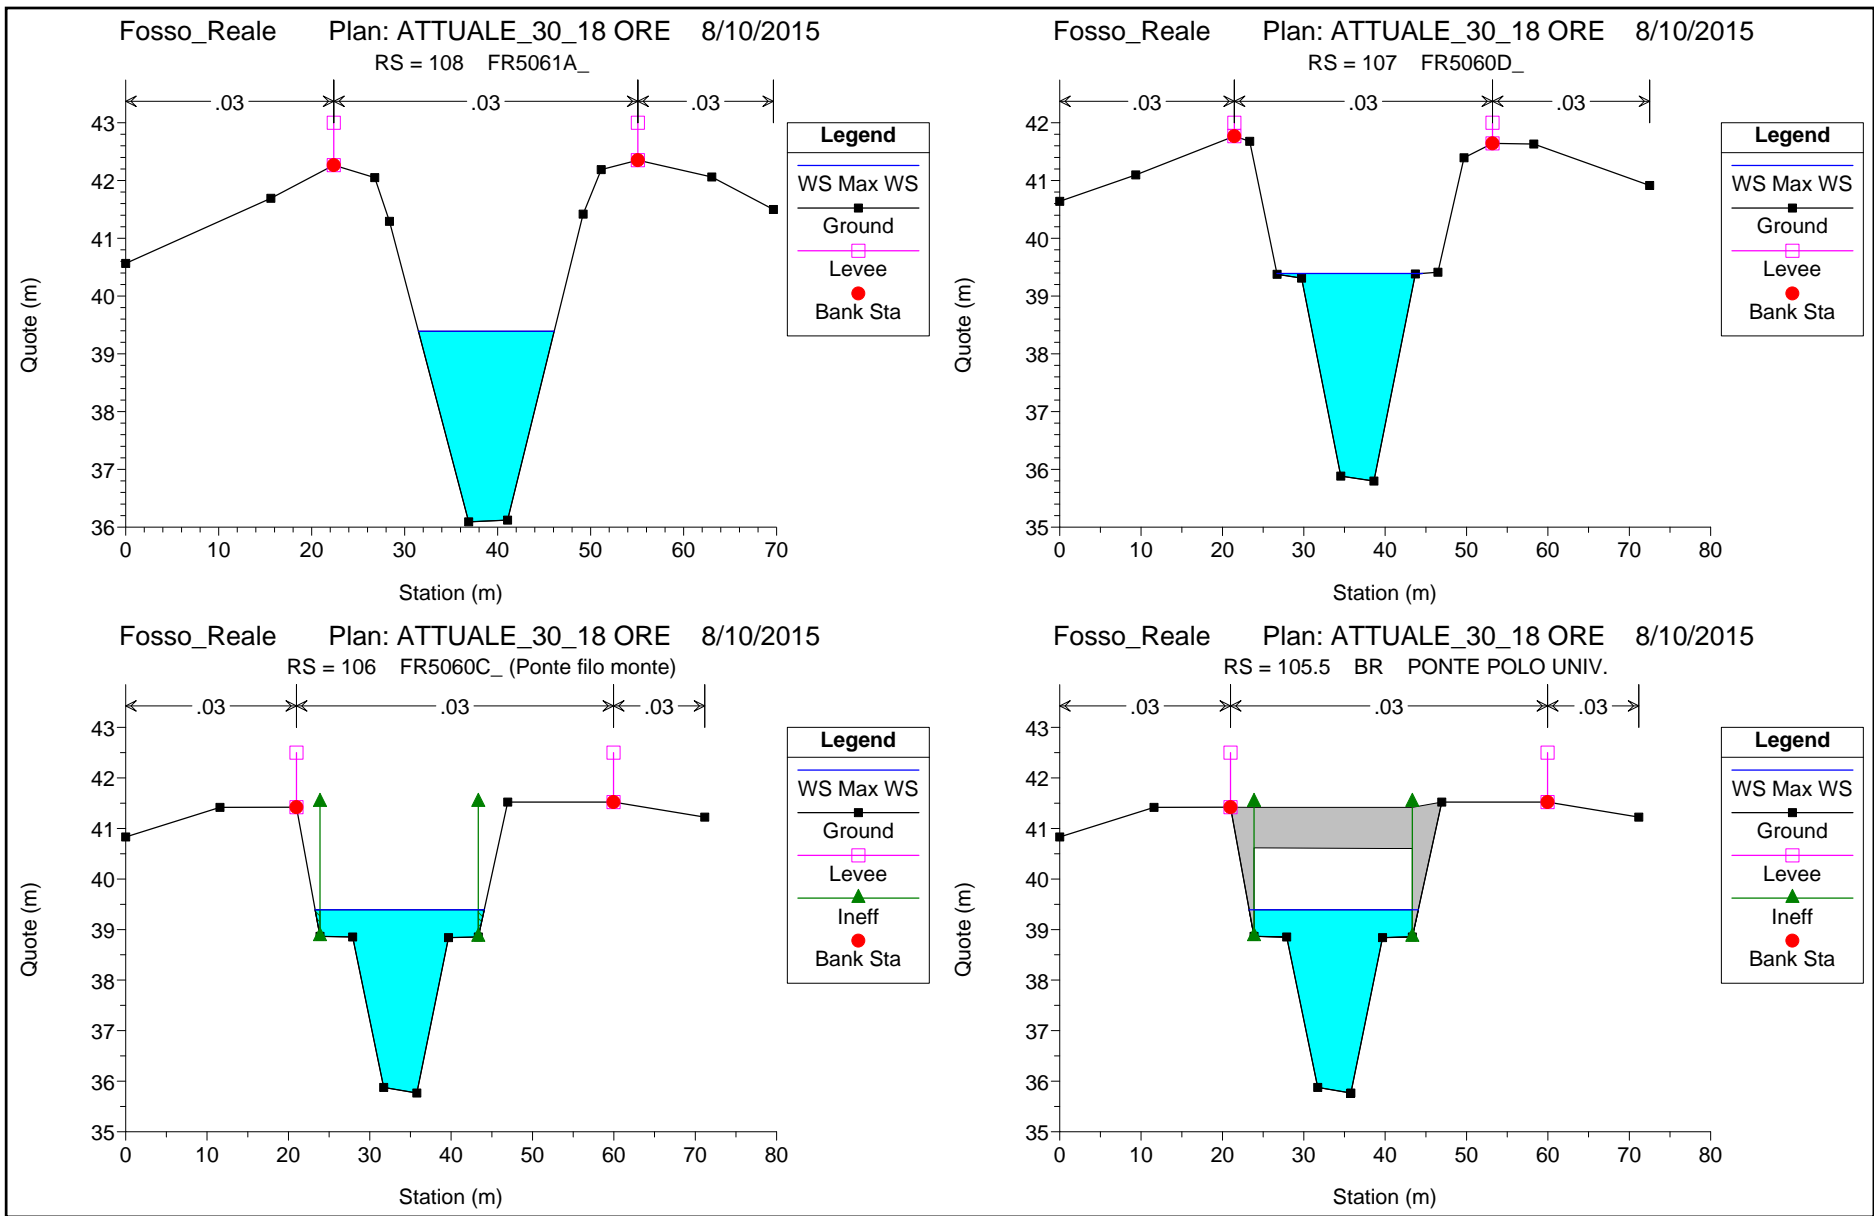 Fosso_Reale Plan: ATTUALE_30_18 ORE 8/10/2015
RS = 108 FR5061A_
.03 .03 .03
43
42
41
40
39
38
37
36
Quote (m)
0 10 20 30 40 50 60 70
Station (m)
Legend
WS Max WS
Ground
Levee
Bank Sta
Fosso_Reale Plan: ATTUALE_30_18 ORE 8/10/2015
RS = 107 FR5060D_
.03 .03 .03
42
41
40
39
38
37
36
35
Quote (m)
0 10 20 30 40 50 60 70 80
Station (m)
Legend
WS Max WS
Ground
Levee
Bank Sta
Fosso_Reale Plan: ATTUALE_30_18 ORE 8/10/2015
RS = 106 FR5060C_ (Ponte filo monte)
.03 .03 .03
43
42
41
40
39
38
37
36
35
Quote (m)
0 10 20 30 40 50 60 70 80
Station (m)
Legend
WS Max WS
Ground
Levee
Ineff
Bank Sta
Fosso_Reale Plan: ATTUALE_30_18 ORE 8/10/2015
RS = 105.5 BR PONTE POLO UNIV.
.03 .03 .03
43
42
41
40
39
38
37
36
35
Quote (m)
0 10 20 30 40 50 60 70 80
Station (m)
Legend
WS Max WS
Ground
Levee
Ineff
Bank Sta